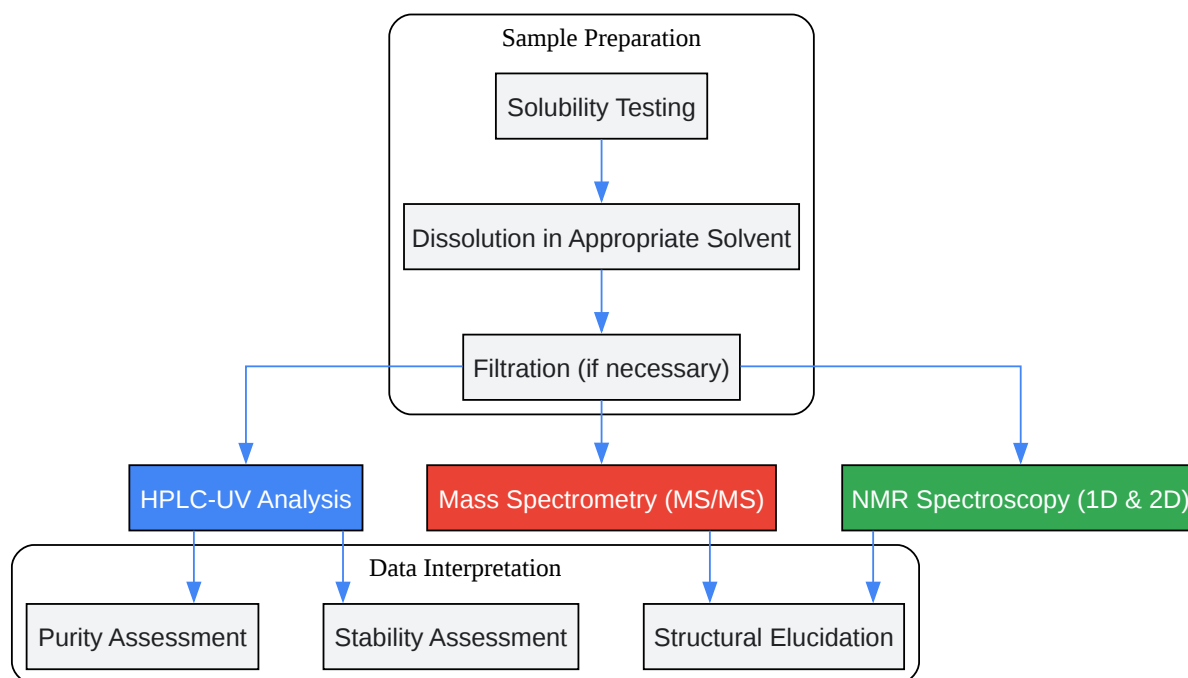 Sample Preparation
Solubility Testing
Dissolution in Appropriate Solvent
Filtration (if necessary)
HPLC-UV Analysis
Mass Spectrometry (MS/MS)
NMR Spectroscopy (1D & 2D)
Data Interpretation
Purity Assessment
Stability Assessment
Structural Elucidation